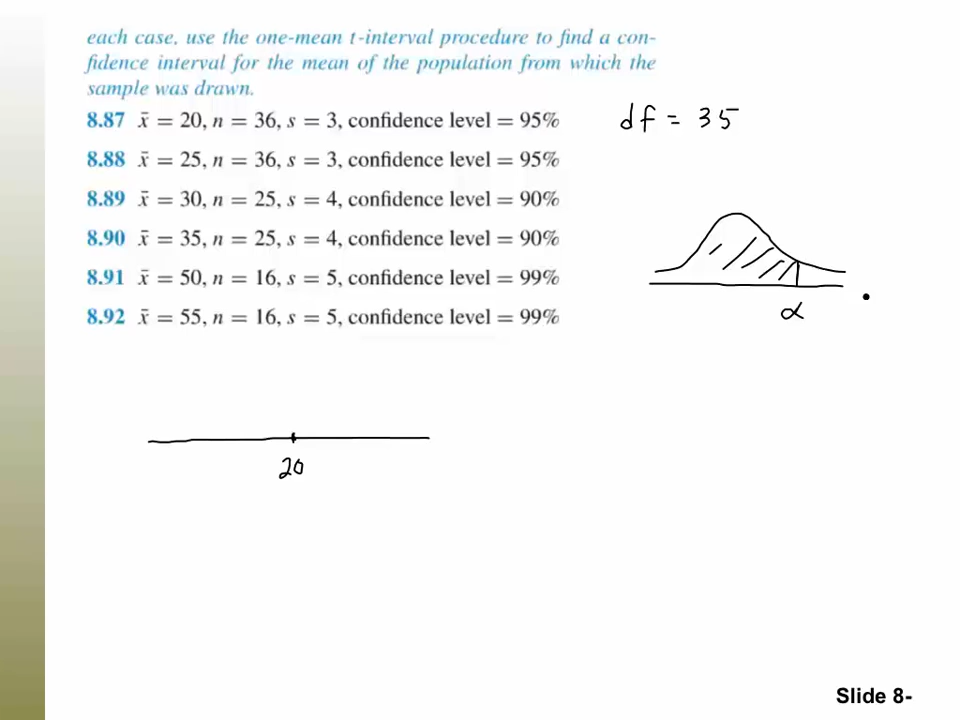 each case, use the one-mean t-interval procedure to find a con-
fidence interval for the mean of the population from which the
sample was drawn.
8.87 x̄ = 20, n = 36, s = 3, confidence level = 95%
df = 35
8.88 x̄ = 25, n = 36, s = 3, confidence level = 95%
8.89 x̄ = 30, n = 25, s = 4, confidence level = 90%
8.90 x̄ = 35, n = 25, s = 4, confidence level = 90%
8.91 x̄ = 50, n = 16, s = 5, confidence level = 99%
8.92 x̄ = 55, n = 16, s = 5, confidence level = 99%
α
20
Slide 8-